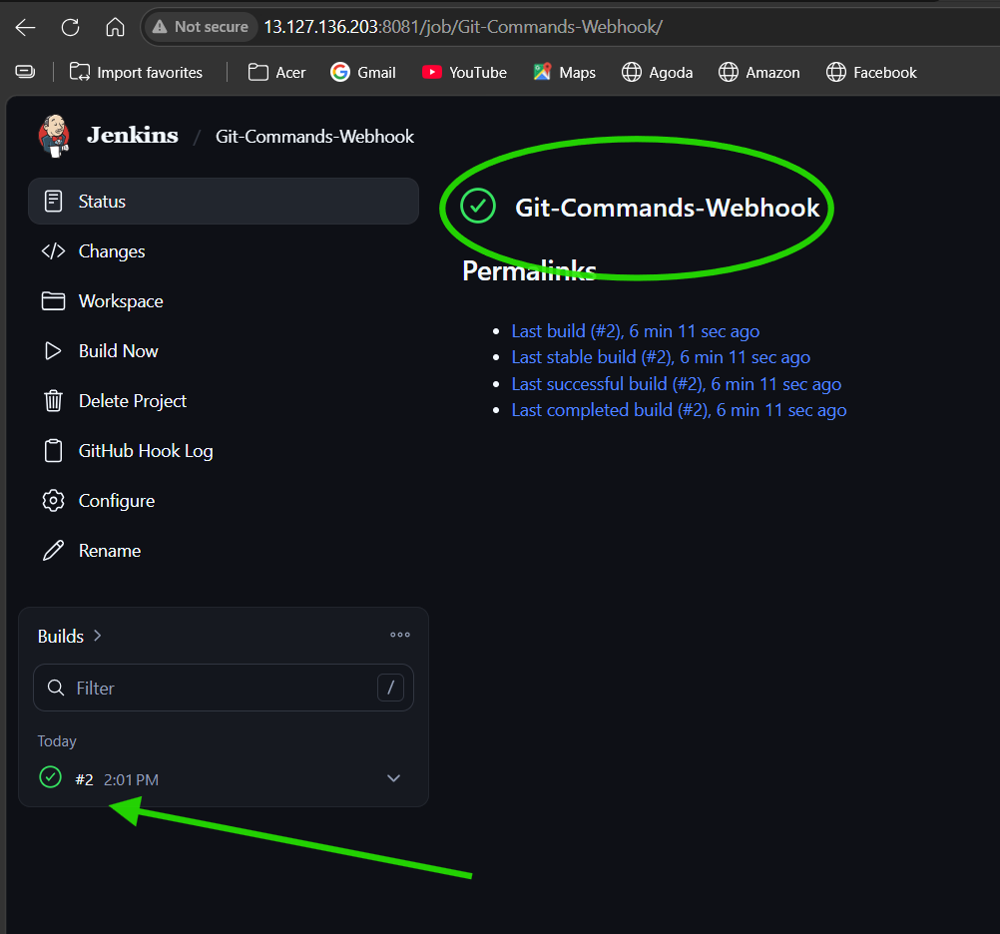 Not secure 13.127.136.203:8081/job/Git-Commands-Webhook/
Import favorites Acer Gmail YouTube Maps Agoda Amazon Facebook
Jenkins / Git-Commands-Webhook
Status
Changes
Workspace
Build Now
Delete Project
GitHub Hook Log
Configure
Rename
Git-Commands-Webhook
Permalinks
Last build (#2), 6 min 11 sec ago
Last stable build (#2), 6 min 11 sec ago
Last successful build (#2), 6 min 11 sec ago
Last completed build (#2), 6 min 11 sec ago
Builds
Filter /
Today
#2 2:01 PM